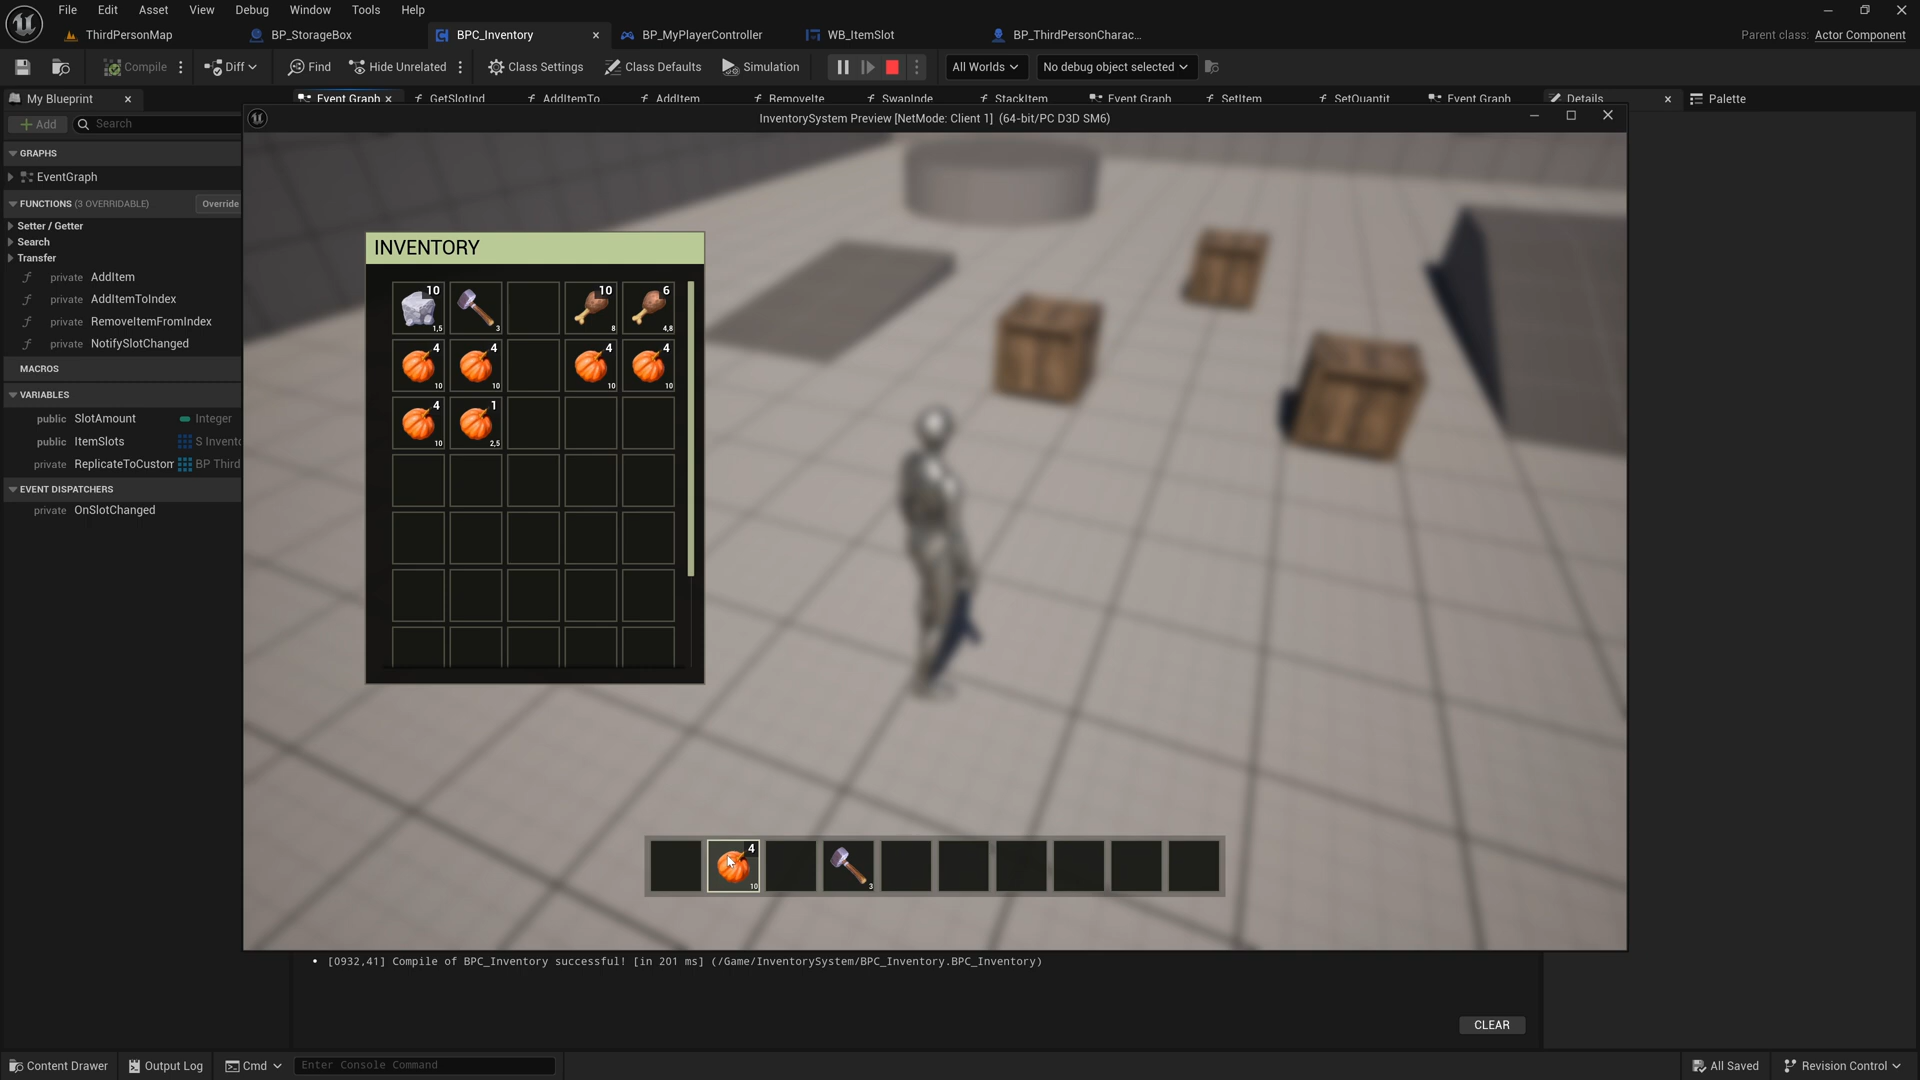 File Edit Asset View Debug Window Tools Help
ThirdPersonMap BP_StorageBox BPC_Inventory BP_MyPlayerController WB_ItemSlot BP_ThirdPersonCharac...
Parent class: Actor Component
Compile Diff Find Hide Unrelated Class Settings Class Defaults Simulation All Worlds No debug object selected
My Blueprint
Event Graph GetSlotInd AddItemTo AddItem RemoveIte SwapInde StackItem Event Graph SetItem SetQuantit Event Graph Details Palette
Add Search
InventorySystem Preview [NetMode: Client 1] (64-bit/PC D3D SM6)
GRAPHS
EventGraph
FUNCTIONS (3 OVERRIDABLE) Override
Setter / Getter
Search
Transfer
private AddItem
private AddItemToIndex
private RemoveItemFromIndex
private NotifySlotChanged
MACROS
VARIABLES
public SlotAmount Integer
public ItemSlots S Invent
private ReplicateToCustom BP Third
EVENT DISPATCHERS
private OnSlotChanged
INVENTORY
10 10 6
1,5 3 8 4,8
4 4 4 4
10 10 10 10
4 1
10 2,5
4
10 3
[0932,41] Compile of BPC_Inventory successful! [in 201 ms] (/Game/InventorySystem/BPC_Inventory.BPC_Inventory)
CLEAR
Content Drawer Output Log Cmd Enter Console Command All Saved Revision Control